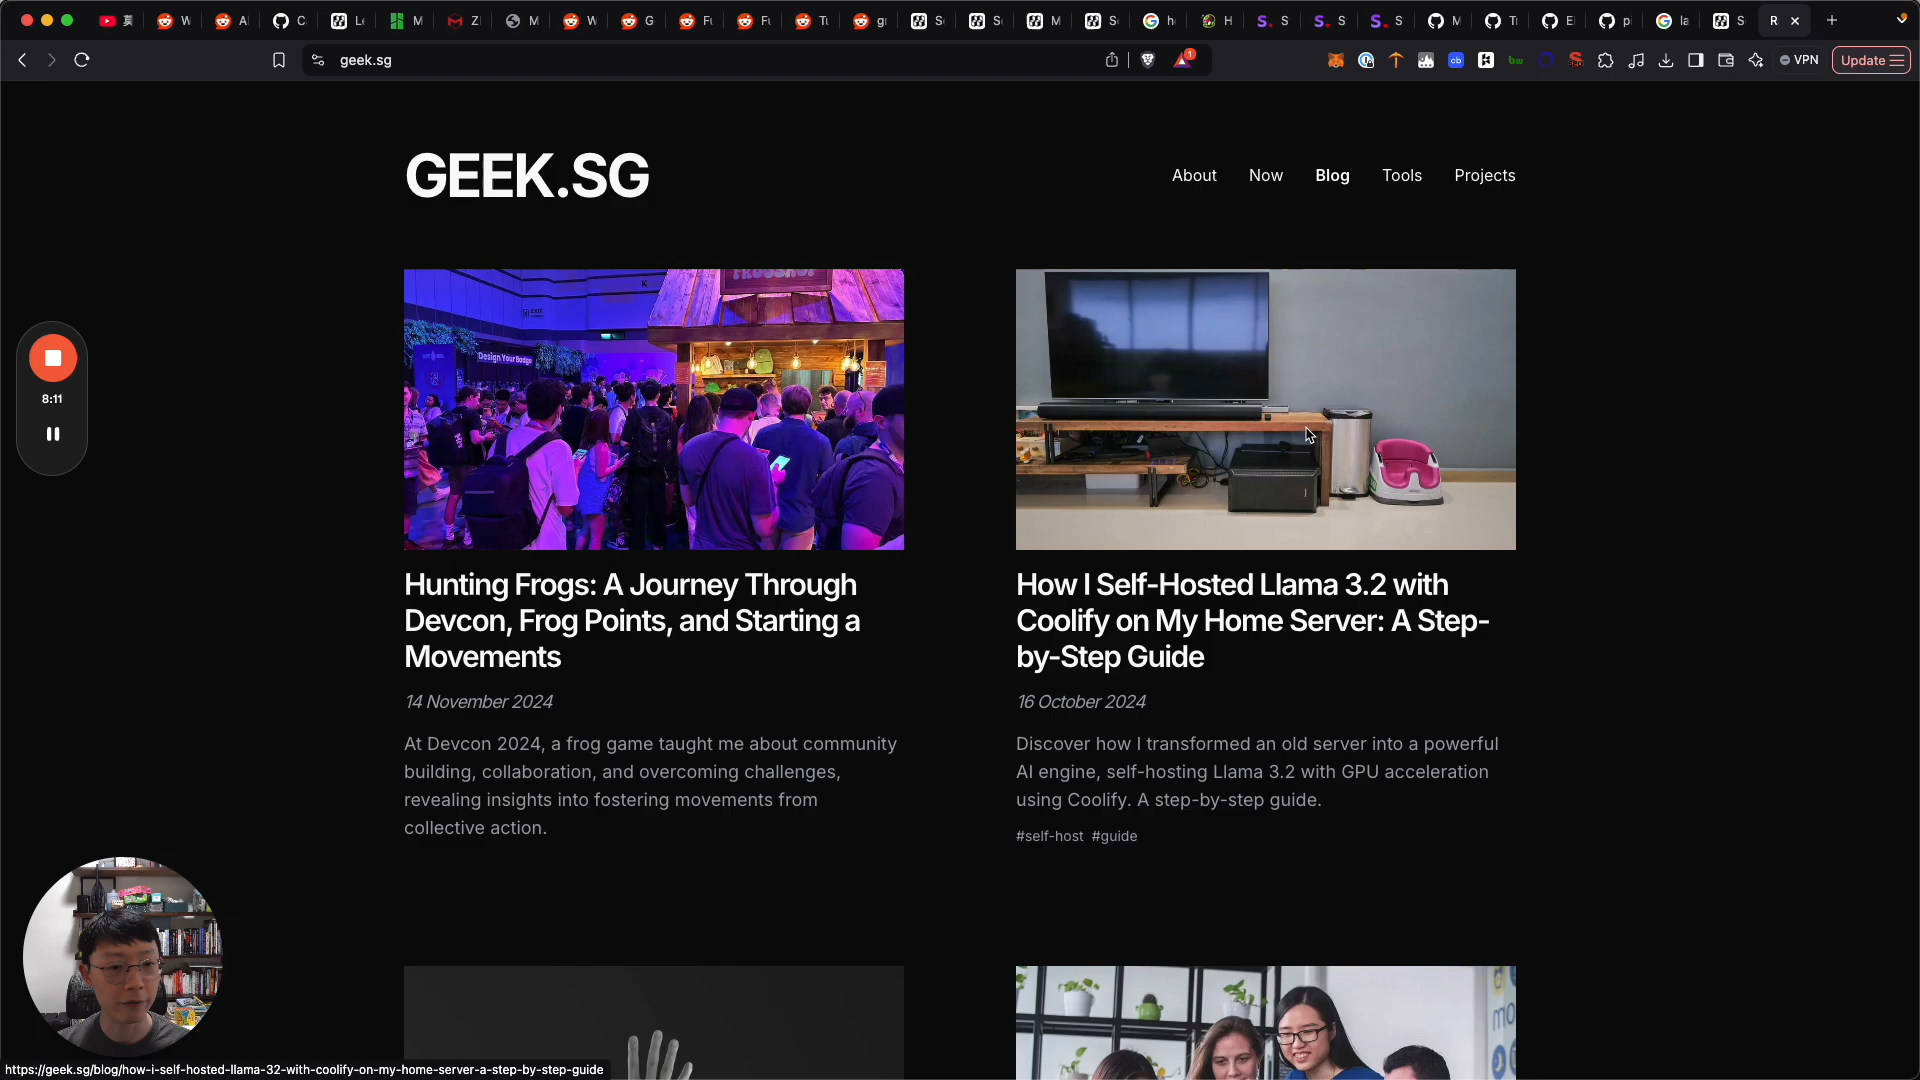 geek.sg
1
VPN
Update
GEEK.SG
About
Now
Blog
Tools
Projects
8:11
Design Your Badge
Hunting Frogs: A Journey Through
Devcon, Frog Points, and Starting a
Movements
14 November 2024
At Devcon 2024, a frog game taught me about community
building, collaboration, and overcoming challenges,
revealing insights into fostering movements from
collective action.
How I Self-Hosted Llama 3.2 with
Coolify on My Home Server: A Step-
by-Step Guide
16 October 2024
Discover how I transformed an old server into a powerful
AI engine, self-hosting Llama 3.2 with GPU acceleration
using Coolify. A step-by-step guide.
#self-host #guide
https://geek.sg/blog/how-i-self-hosted-llama-32-with-coolify-on-my-home-server-a-step-by-step-guide